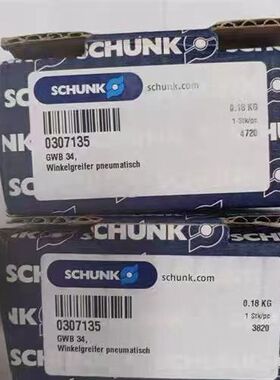 SCHUNK
SCHUNK
schunk.com
0307135
GWB 34,
Winkelgreifer pneumatisch
0.18 KG
1 Stk/pc
4720
SCHUNK
SCHUNK
schunk.com
0307135
GWB 34,
Winkelgreifer pneumatisch
0.18 KG
1 Stk/pc
3820